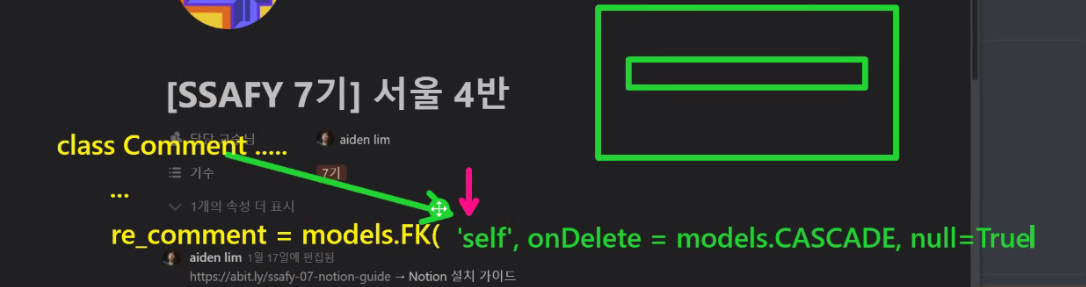 [SSAFY 7기] 서울 4반
담당 교수님 aiden lim
class Comment .....
기수 7기
...
1개의 속성 더 표시
re_comment = models.FK( 'self', onDelete = models.CASCADE, null=True
aiden lim 1월 17일에 편집됨
https://abit.ly/ssafy-07-notion-guide → Notion 설치 가이드